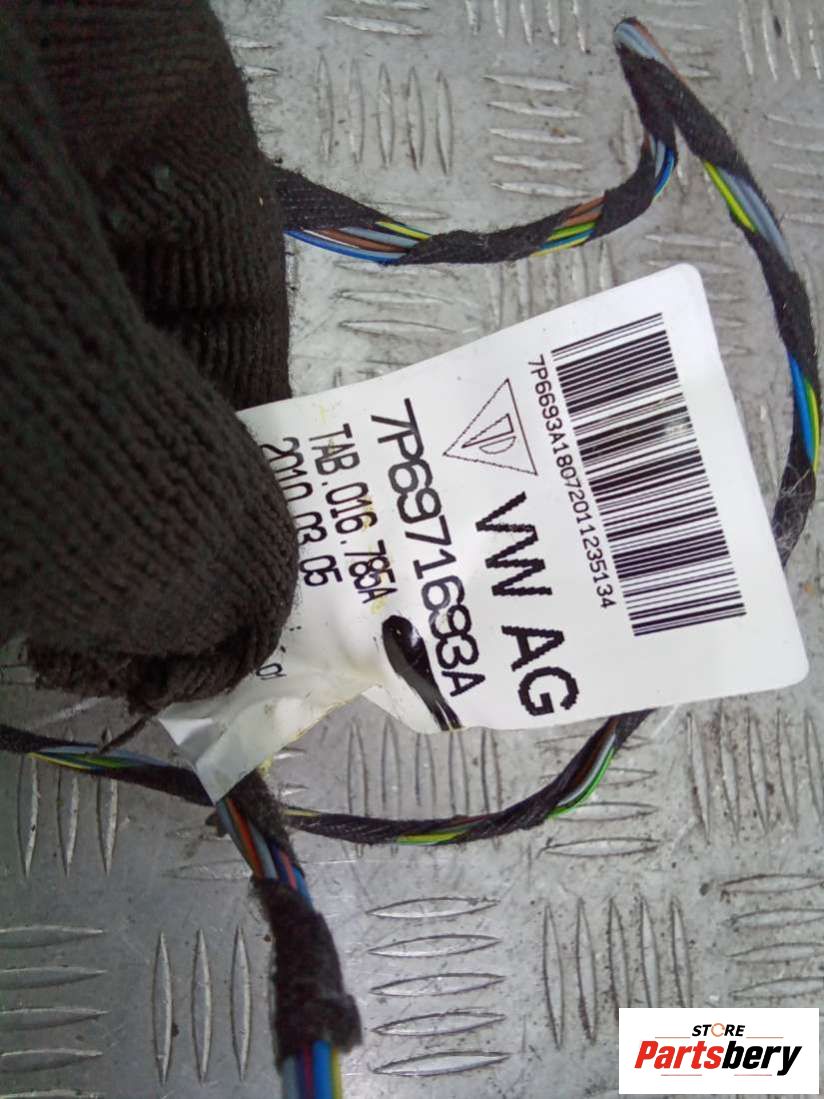 7P6693A18072011235134
VW AG
7P6971693A
TAB.016.785A
2010.03.05
STORE
Partsbery